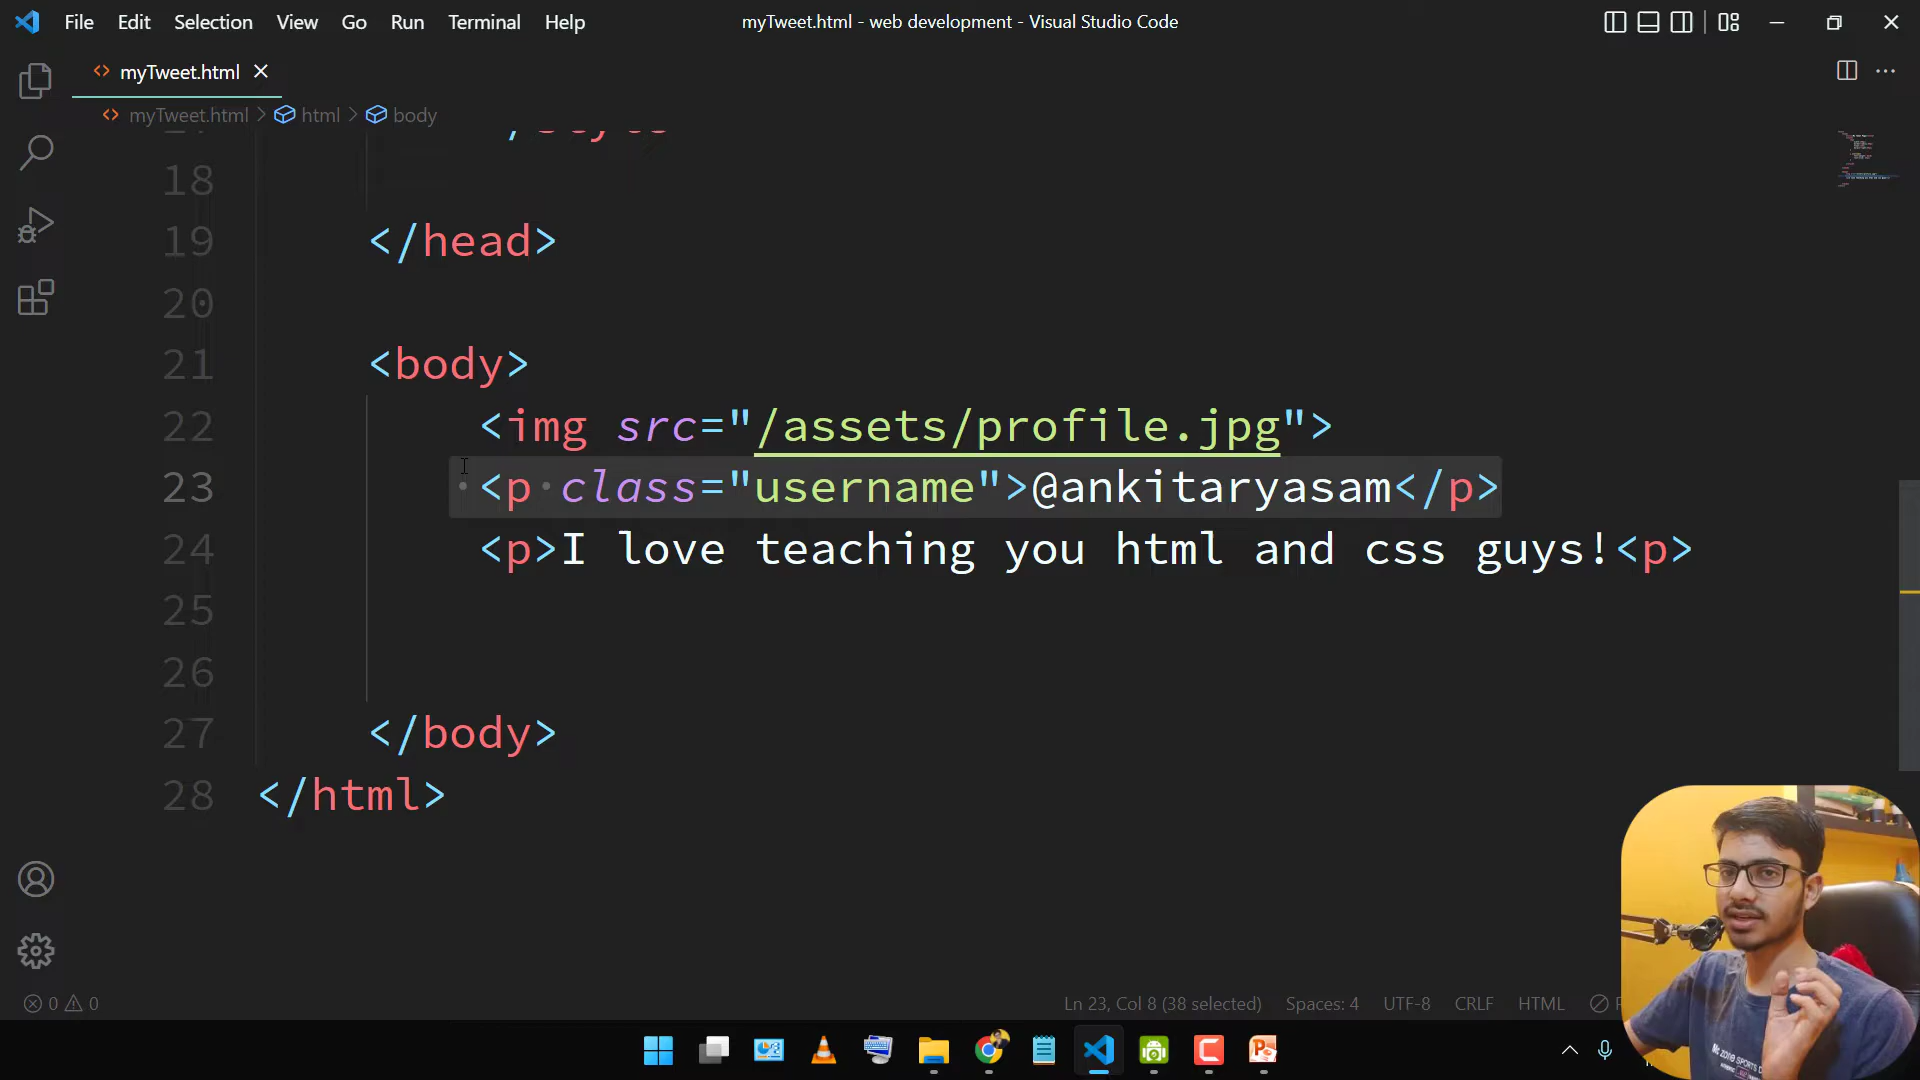 File Edit Selection View Go Run Terminal Help
myTweet.html - web development - Visual Studio Code
myTweet.html
myTweet.html > html > body
18
19 </head>
20
21 <body>
22 <img src="/assets/profile.jpg">
23 <p class="username">@ankitaryasam</p>
24 <p>I love teaching you html and css guys!<p>
25
26
27 </body>
28 </html>
0 0
Ln 23, Col 8 (38 selected) Spaces: 4 UTF-8 CRLF HTML